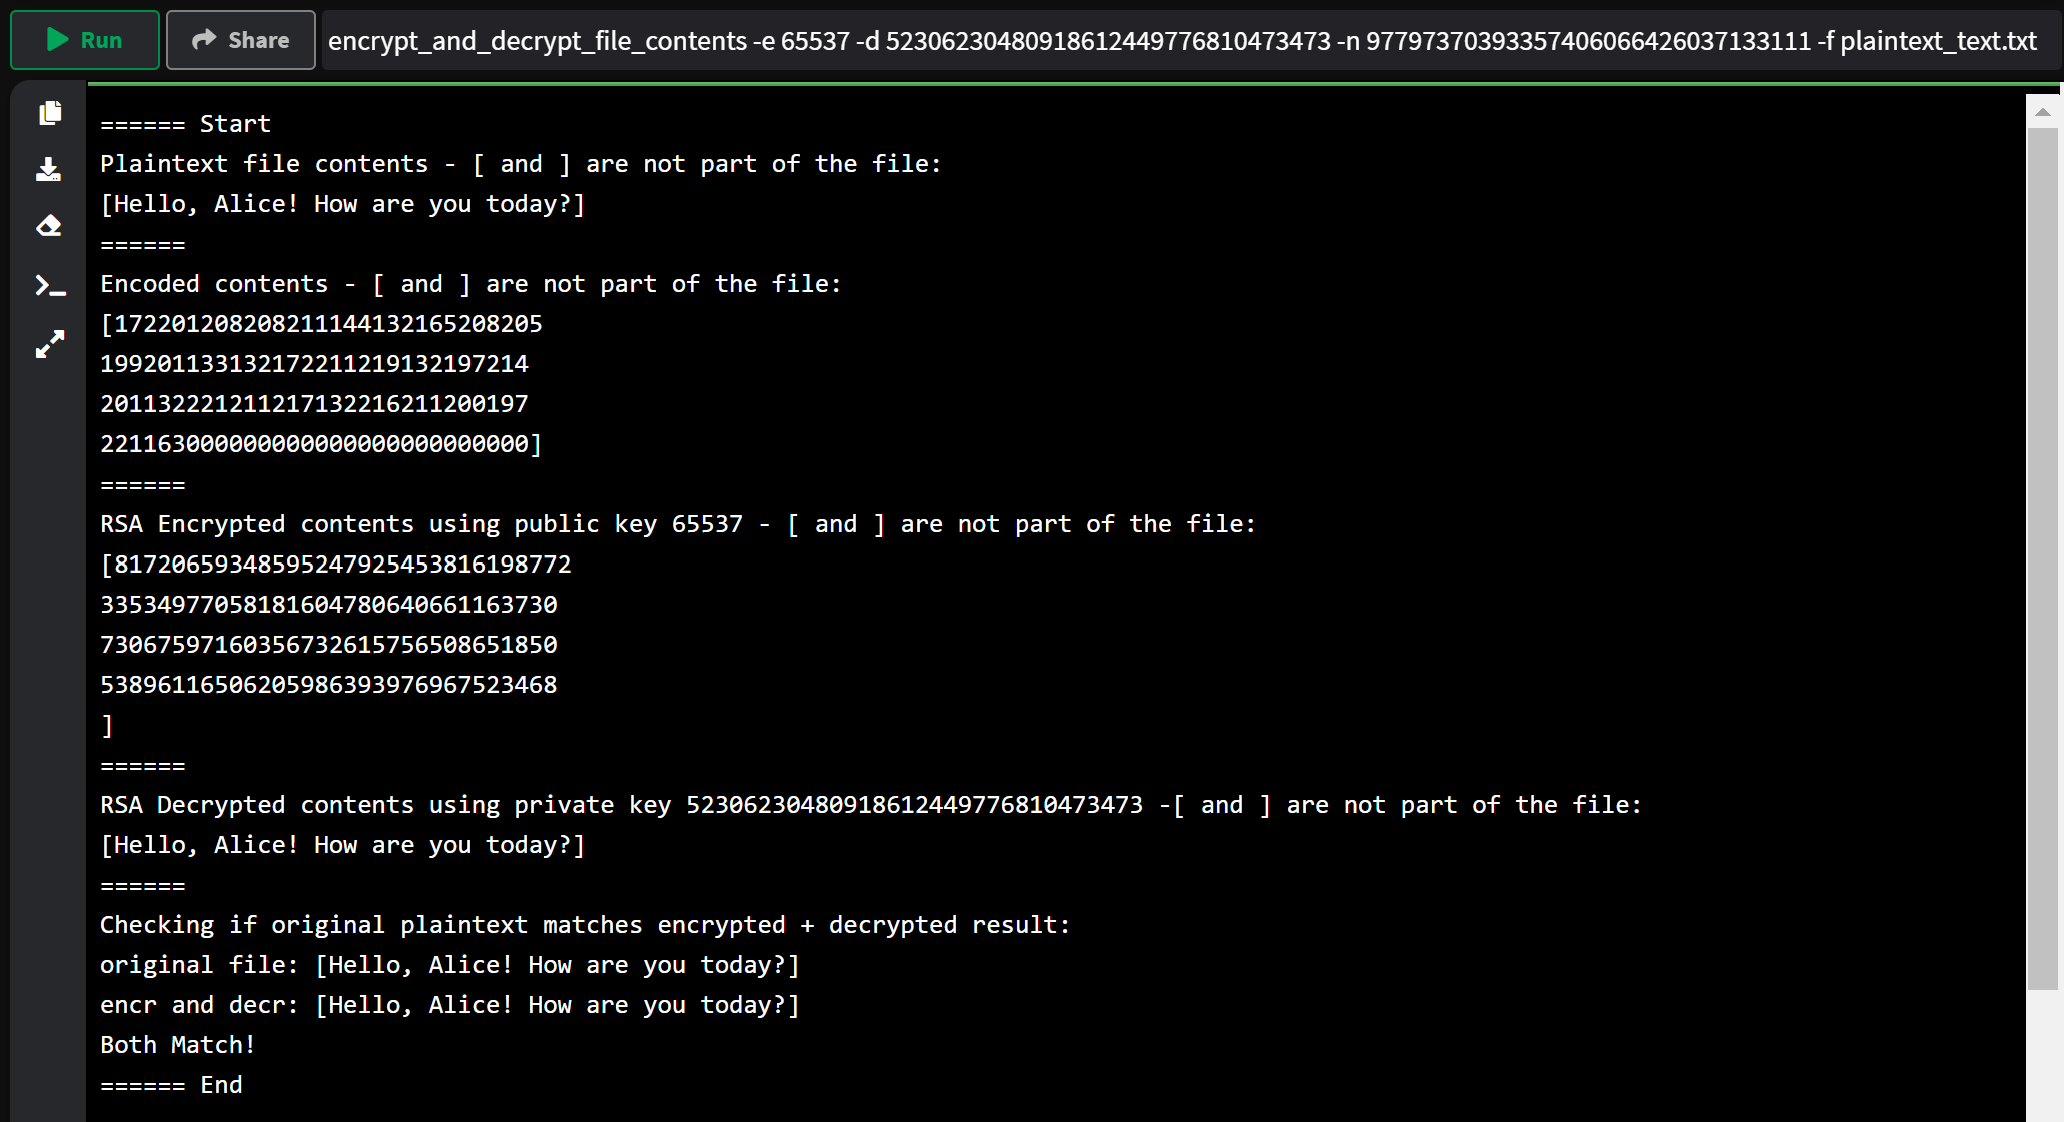 Run Share encrypt_and_decrypt_file_contents -e 65537 -d 52306230480918612449776810473473 -n 97797370393357406066426037133111 -f plaintext_text.txt
====== Start
Plaintext file contents - [ and ] are not part of the file:
[Hello, Alice! How are you today?]
======
Encoded contents - [ and ] are not part of the file:
[172201208208211144132165208205
199201133132172211219132197214
201132221211217132216211200197
221163000000000000000000000000]
======
RSA Encrypted contents using public key 65537 - [ and ] are not part of the file:
[81720659348595247925453816198772
33534977058181604780640661163730
73067597160356732615756508651850
53896116506205986393976967523468
]
======
RSA Decrypted contents using private key 52306230480918612449776810473473 -[ and ] are not part of the file:
[Hello, Alice! How are you today?]
======
Checking if original plaintext matches encrypted + decrypted result:
original file: [Hello, Alice! How are you today?]
encr and decr: [Hello, Alice! How are you today?]
Both Match!
====== End